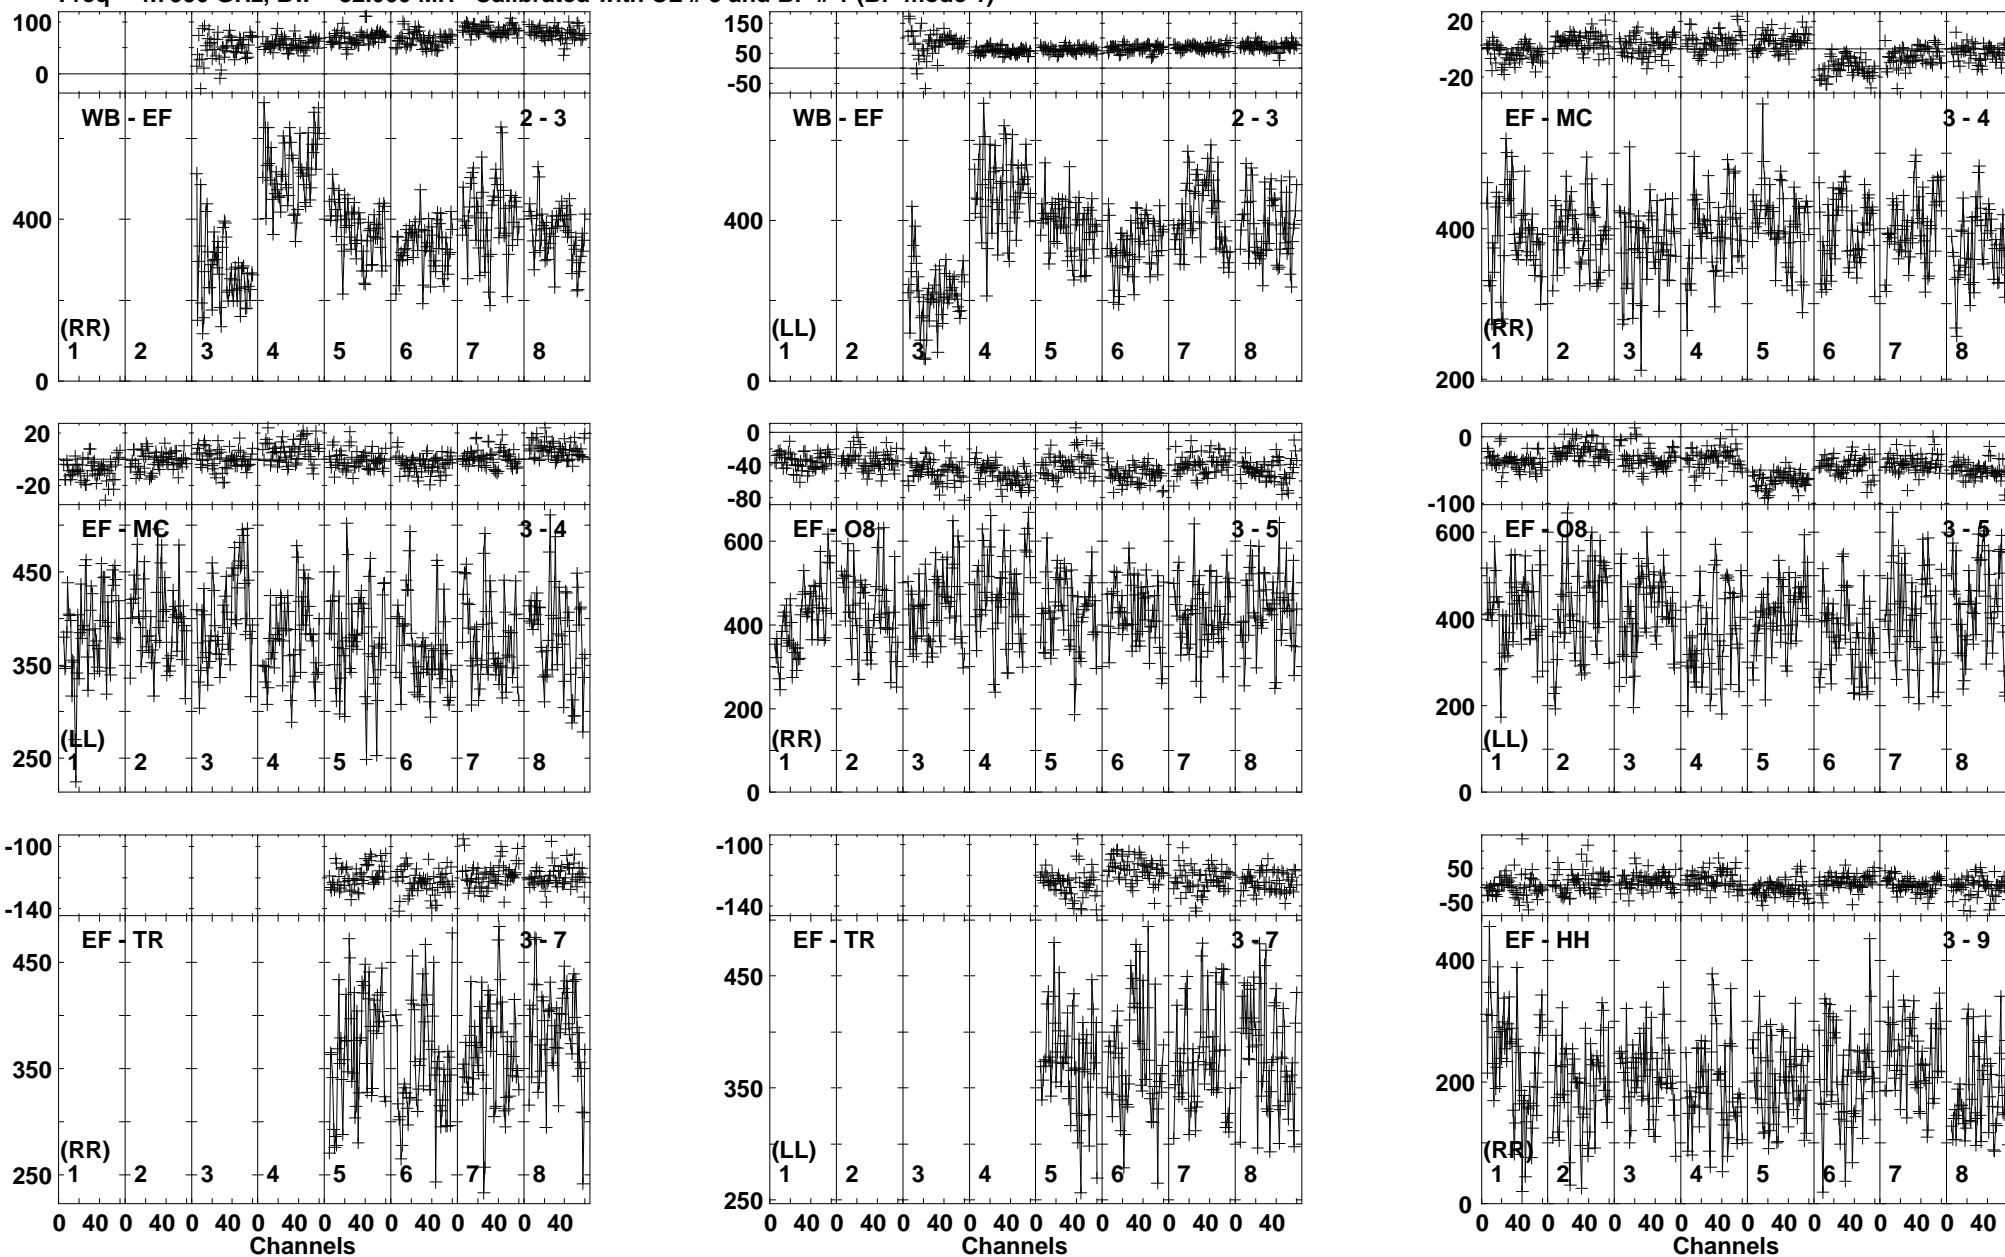 100 0 150 50 -50 20 -20
WB - EF 2 - 3 WB - EF 2 - 3 EF - MC 3 - 4
400 400 400
(RR) (LL) (RR)
1 2 3 4 5 6 7 8 1 2 3 4 5 6 7 8 1 2 3 4 5 6 7 8
0 0 200
20 -20 0 -40 -80 0 -100
EF - MC 3 - 4 EF - O8 3 - 5 EF - O8 3 - 5
450 350 250 600 400 200 0 600 400 200 0
(LL) (RR) (LL)
1 2 3 4 5 6 7 8 1 2 3 4 5 6 7 8 1 2 3 4 5 6 7 8
-100 -140 -100 -140 50 -50
EF - TR 3 - 7 EF - TR 3 - 7 EF - HH 3 - 9
450 350 250 450 350 250 400 200 0
(RR) (LL) (RR)
1 2 3 4 5 6 7 8 1 2 3 4 5 6 7 8 1 2 3 4 5 6 7 8
0 40 0 40 0 40 0 40 0 40 0 40 0 40 0 40 0 40 0 40 0 40 0 40 0 40 0 40 0 40 0 40 0 40 0 40 0 40 0 40 0 40 0 40 0 40 0 40
Channels Channels Channels